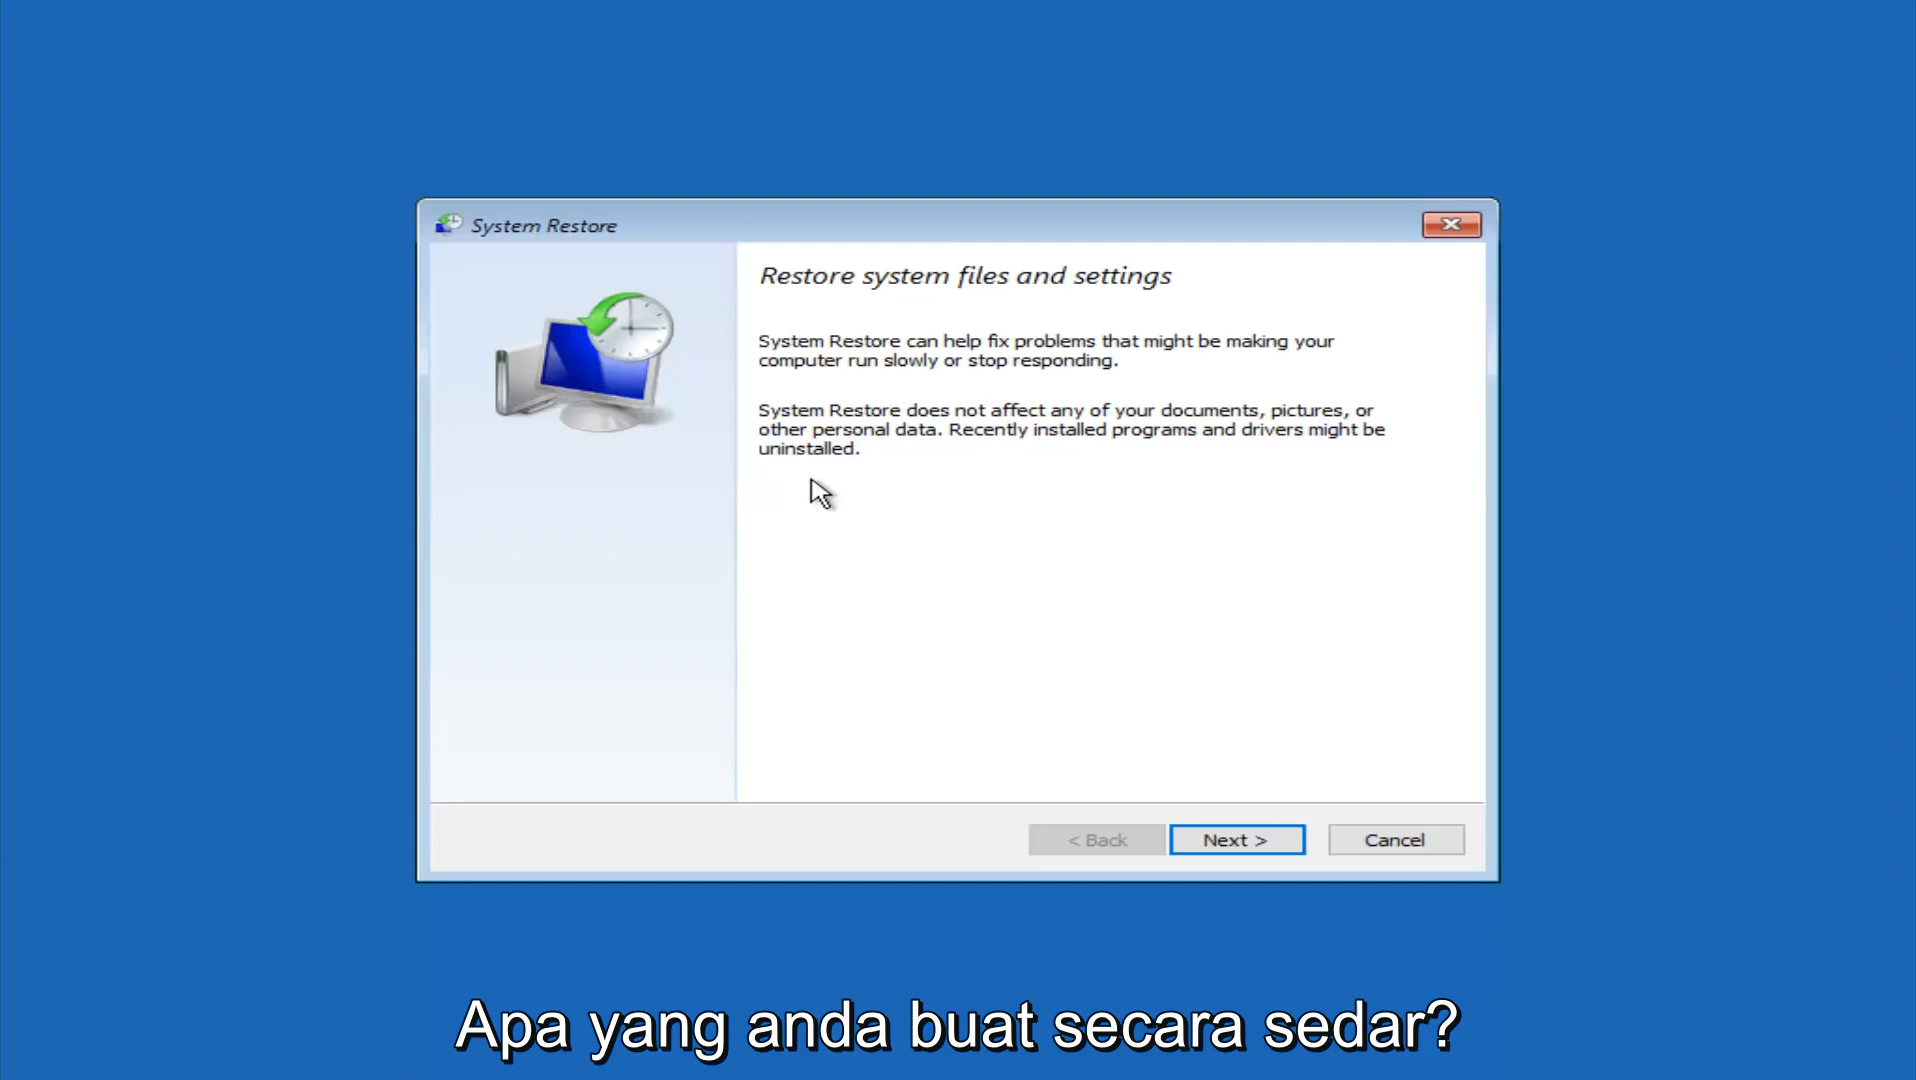 System Restore
Restore system files and settings
System Restore can help fix problems that might be making your
computer run slowly or stop responding.
System Restore does not affect any of your documents, pictures, or
other personal data. Recently installed programs and drivers might be
uninstalled.
< Back
Next >
Cancel
Apa yang anda buat secara sedar?